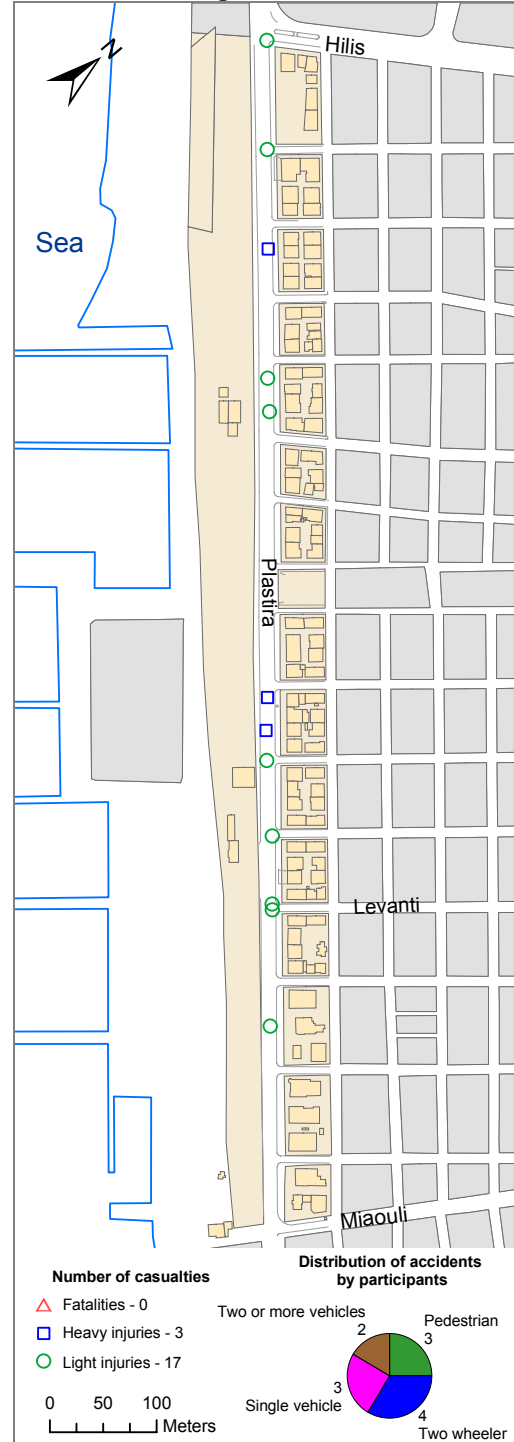 Hilis
N
Sea
Plastira
Levanti
Miaouli
Number of casualties
Fatalities - 0
Heavy injuries - 3
Light injuries - 17
0 50 100
Meters
Distribution of accidents
by participants
Two or more vehicles
2
Pedestrian
3
3
Single vehicle
4
Two wheeler